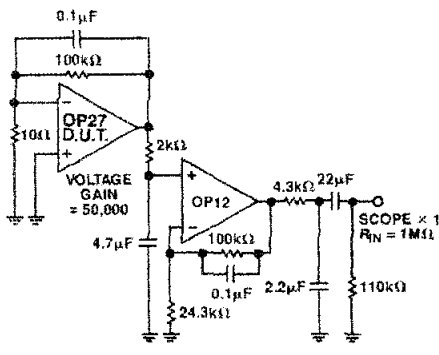 0.1μF
100kΩ
OP27
D.U.T.
10Ω
VOLTAGE
GAIN
= 50,000
2kΩ
4.7μF
OP12
100kΩ
0.1μF
24.3kΩ
4.3kΩ
22μF
SCOPE × 1
RIN = 1MΩ
2.2μF
110kΩ